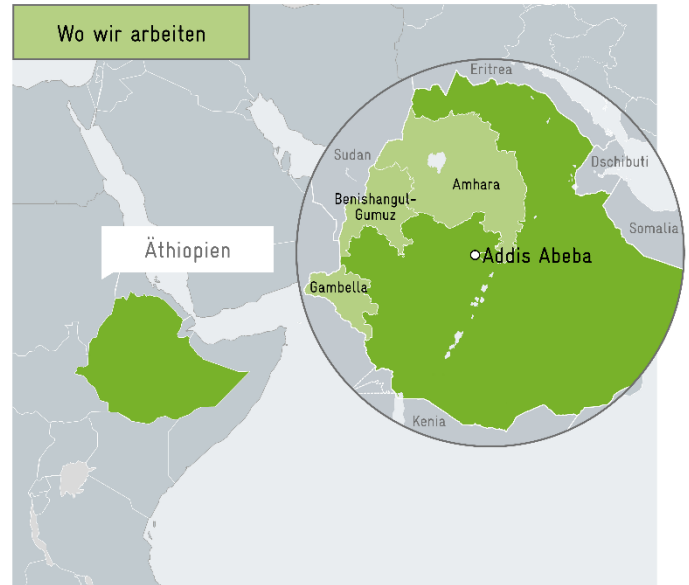 Wo wir arbeiten
Eritrea
Sudan
Dschibuti
Amhara
Benishangul-
Gumuz
Somalia
Äthiopien
Addis Abeba
Gambella
Kenia